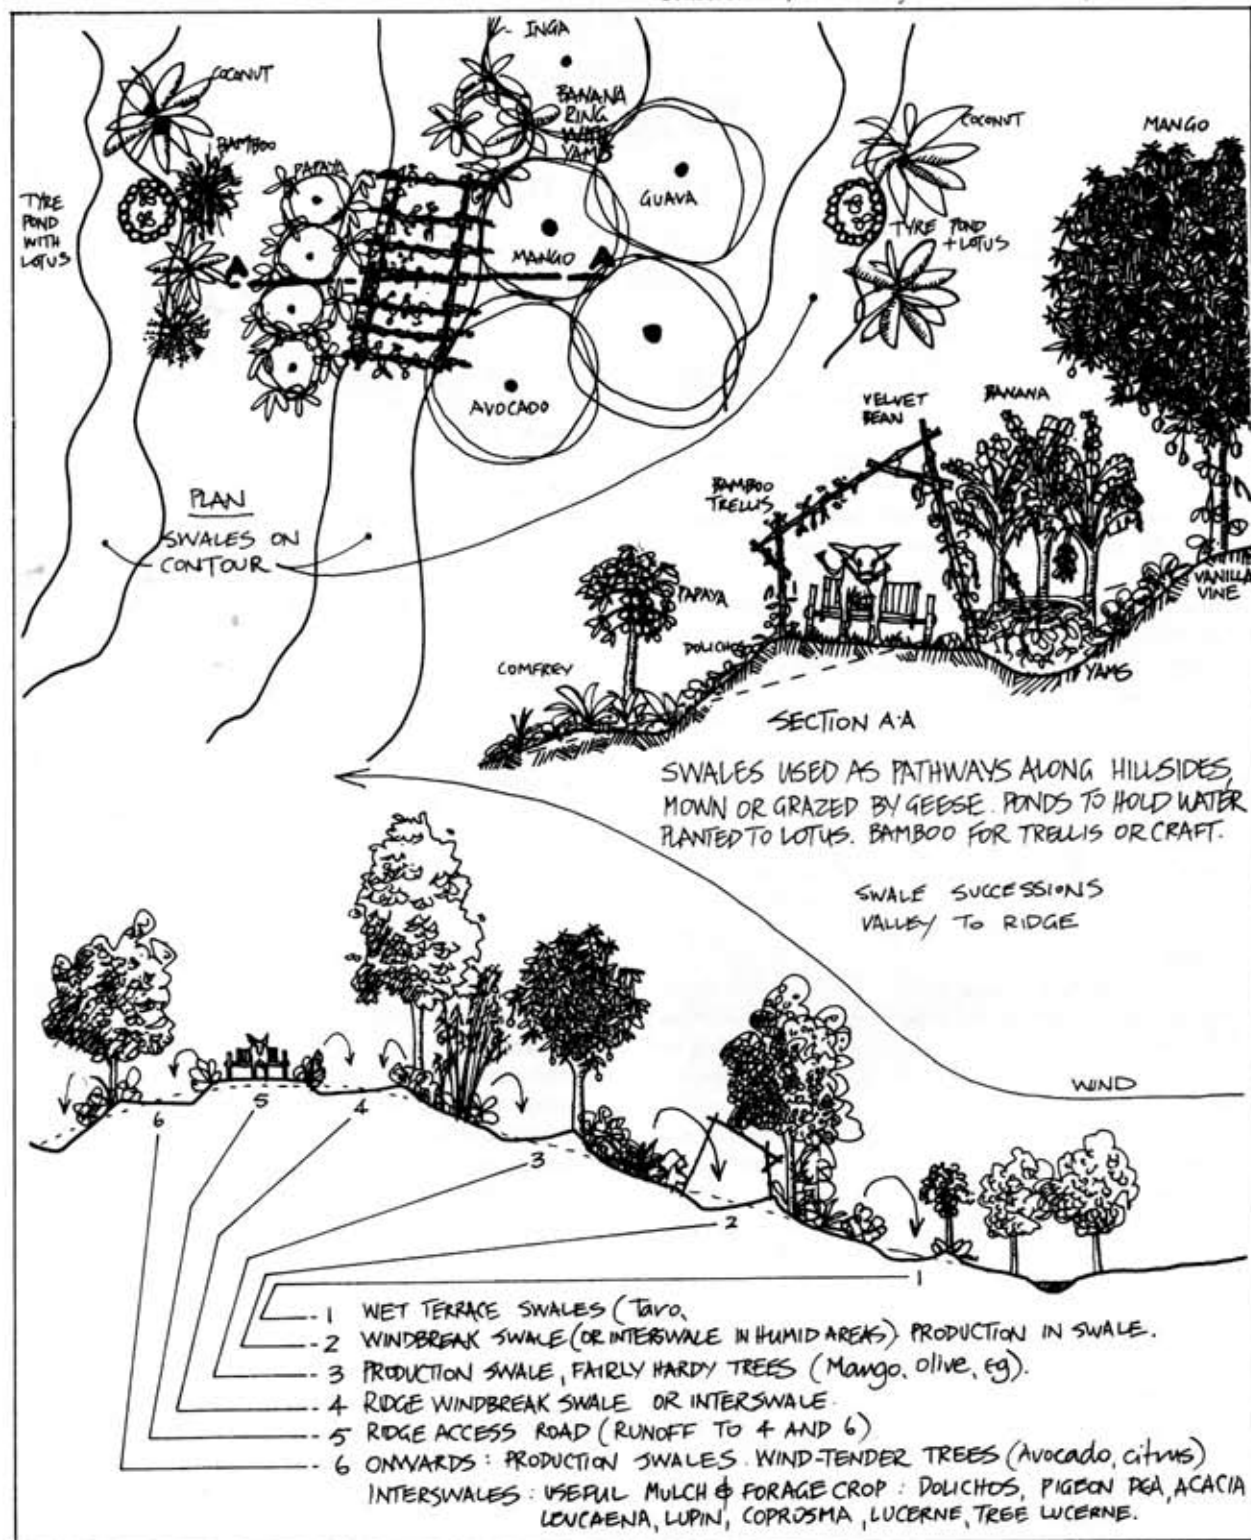 INGA
COCONUT
BANANA
RING
WITH
YAMS
BAMBOO
PAPAYA
GUAVA
COCONUT
MANGO
TYRE
POND
WITH
LOTUS
TYRE POND
+ LOTUS
A
MANGO
A
AVOCADO
VELVET
BEAN
BANANA
BAMBOO
TRELLIS
PLAN
SWALES ON
CONTOUR
PAPAYA
VANILLA
VINE
DOLICHOS
COMFREY
YAMS
SECTION A·A
SWALES USED AS PATHWAYS ALONG HILLSIDES,
MOWN OR GRAZED BY GEESE. PONDS TO HOLD WATER
PLANTED TO LOTUS. BAMBOO FOR TRELLIS OR CRAFT.
SWALE SUCCESSIONS
VALLEY TO RIDGE
WIND
6
5
4
3
2
1
1 WET TERRACE SWALES (Taro,
2 WINDBREAK SWALE (OR INTERSWALE IN HUMID AREAS) PRODUCTION IN SWALE.
3 PRODUCTION SWALE, FAIRLY HARDY TREES (Mango, Olive, Eg).
4 RIDGE WINDBREAK SWALE OR INTERSWALE.
5 RIDGE ACCESS ROAD (RUNOFF TO 4 AND 6)
6 ONWARDS : PRODUCTION SWALES. WIND-TENDER TREES (Avocado, citrus)
INTERSWALES : USEFUL MULCH & FORAGE CROP : DOLICHOS, PIGEON PEA, ACACIA
LEUCAENA, LUPIN, COPROSMA, LUCERNE, TREE LUCERNE.